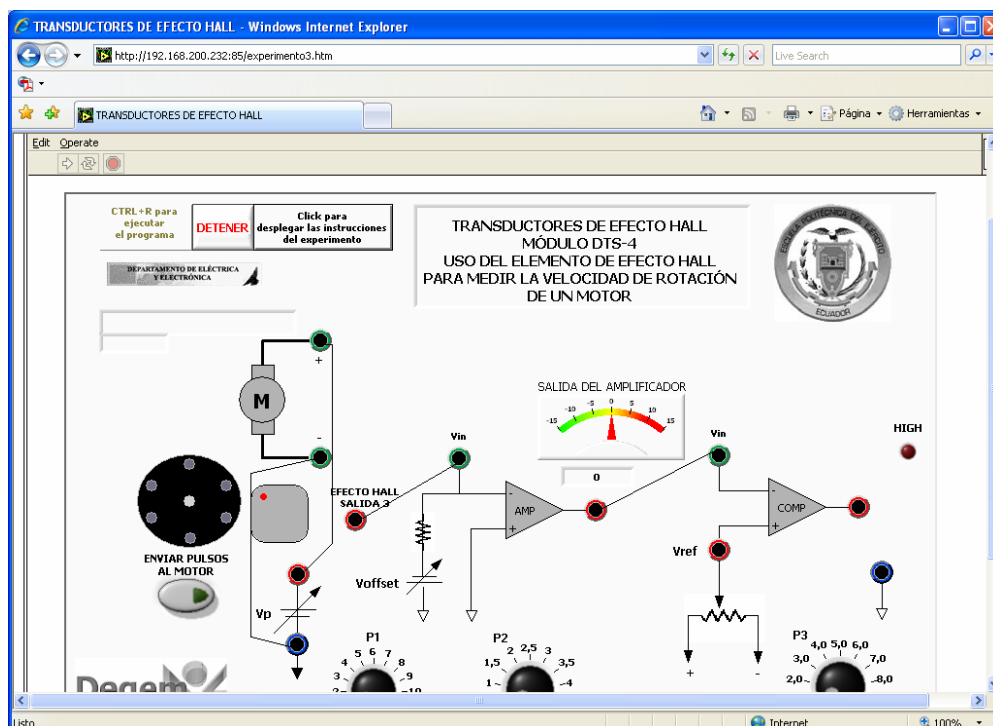 TRANSDUCTORES DE EFECTO HALL - Windows Internet Explorer
http://192.168.200.232:85/experimento3.htm
Live Search
TRANSDUCTORES DE EFECTO HALL
Página
Herramientas
Edit Operate
CTRL+R para
ejecutar
el programa
DETENER
Click para
desplegar las instrucciones
del experimento
DEPARTAMENTO DE ELÉCTRICA
Y ELECTRÓNICA
TRANSDUCTORES DE EFECTO HALL
MÓDULO DTS-4
USO DEL ELEMENTO DE EFECTO HALL
PARA MEDIR LA VELOCIDAD DE ROTACIÓN
DE UN MOTOR
ESCUELA POLITÉCNICA DEL EJÉRCITO
ECUADOR
+
M
-
SALIDA DEL AMPLIFICADOR
-15 -10 -5 0 5 10 15
0
Vin
Vin
HIGH
EFECTO HALL
SALIDA 3
-
AMP
+
-
COMP
+
ENVIAR PULSOS
AL MOTOR
Voffset
Vref
Vp
P1
2 3 4 5 6 7 8 9 10
P2
1 1,5 2 2,5 3 3,5 4
+ -
P3
2,0 3,0 4,0 5,0 6,0 7,0 8,0
Degem
Listo
Internet
100%